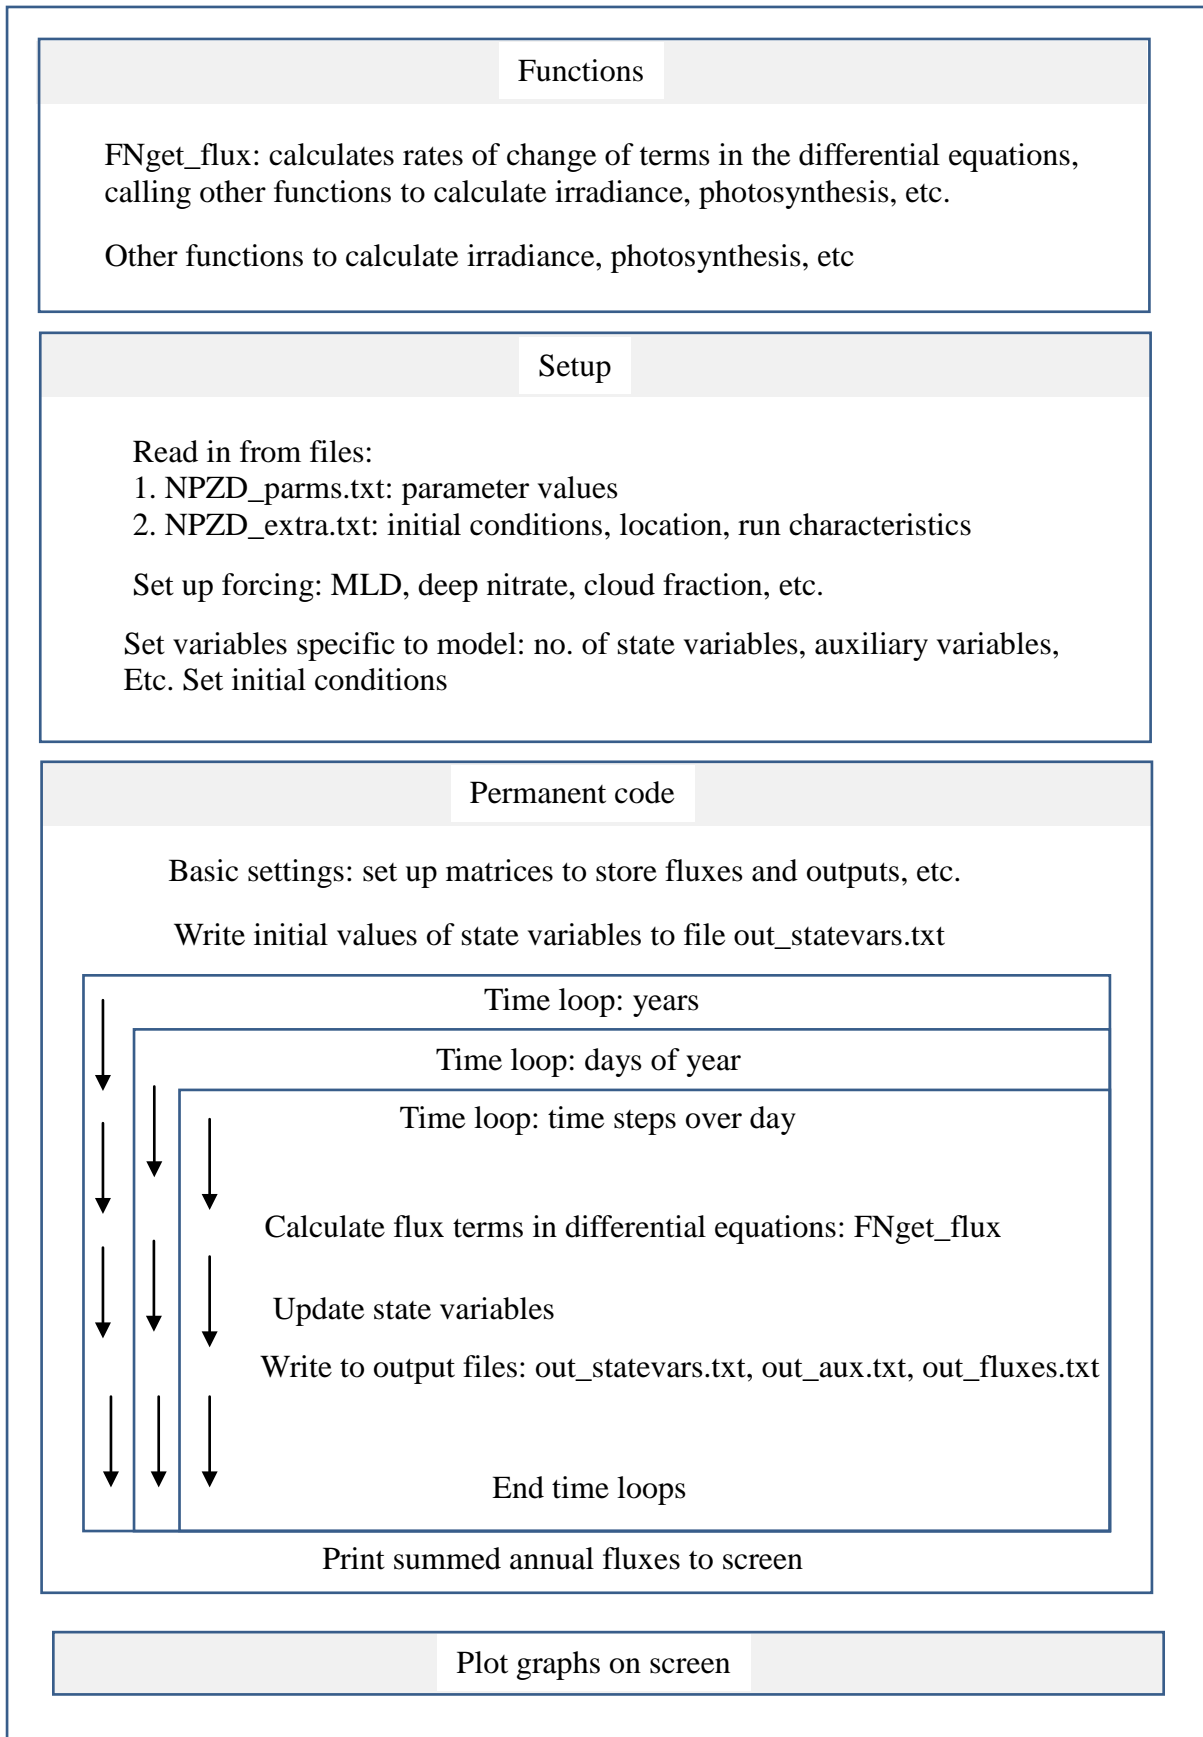 Functions
FNget_flux: calculates rates of change of terms in the differential equations,
calling other functions to calculate irradiance, photosynthesis, etc.
Other functions to calculate irradiance, photosynthesis, etc
Setup
Read in from files:
1. NPZD_parms.txt: parameter values
2. NPZD_extra.txt: initial conditions, location, run characteristics
Set up forcing: MLD, deep nitrate, cloud fraction, etc.
Set variables specific to model: no. of state variables, auxiliary variables,
Etc. Set initial conditions
Permanent code
Basic settings: set up matrices to store fluxes and outputs, etc.
Write initial values of state variables to file out_statevars.txt
Time loop: years
Time loop: days of year
Time loop: time steps over day
Calculate flux terms in differential equations: FNget_flux
Update state variables
Write to output files: out_statevars.txt, out_aux.txt, out_fluxes.txt
End time loops
Print summed annual fluxes to screen
Plot graphs on screen